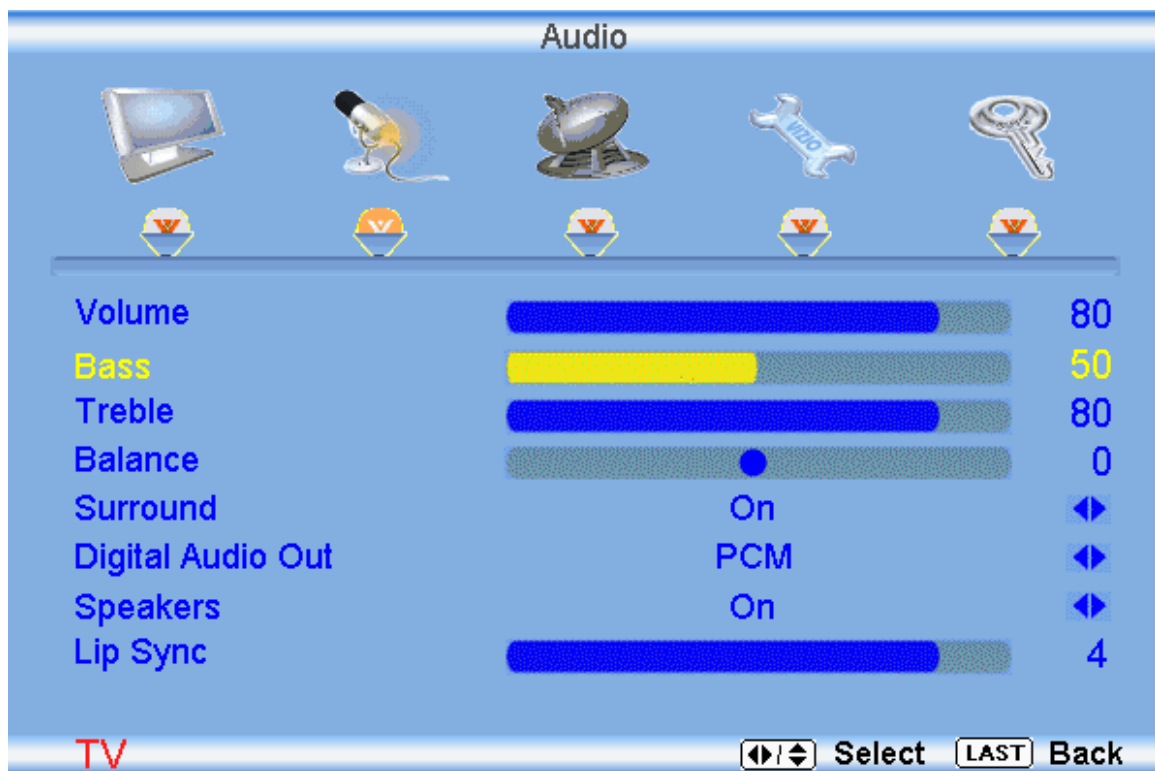 Audio
VIZIO
Volume 80
Bass 50
Treble 80
Balance 0
Surround On
Digital Audio Out PCM
Speakers On
Lip Sync 4
TV / Select LAST Back